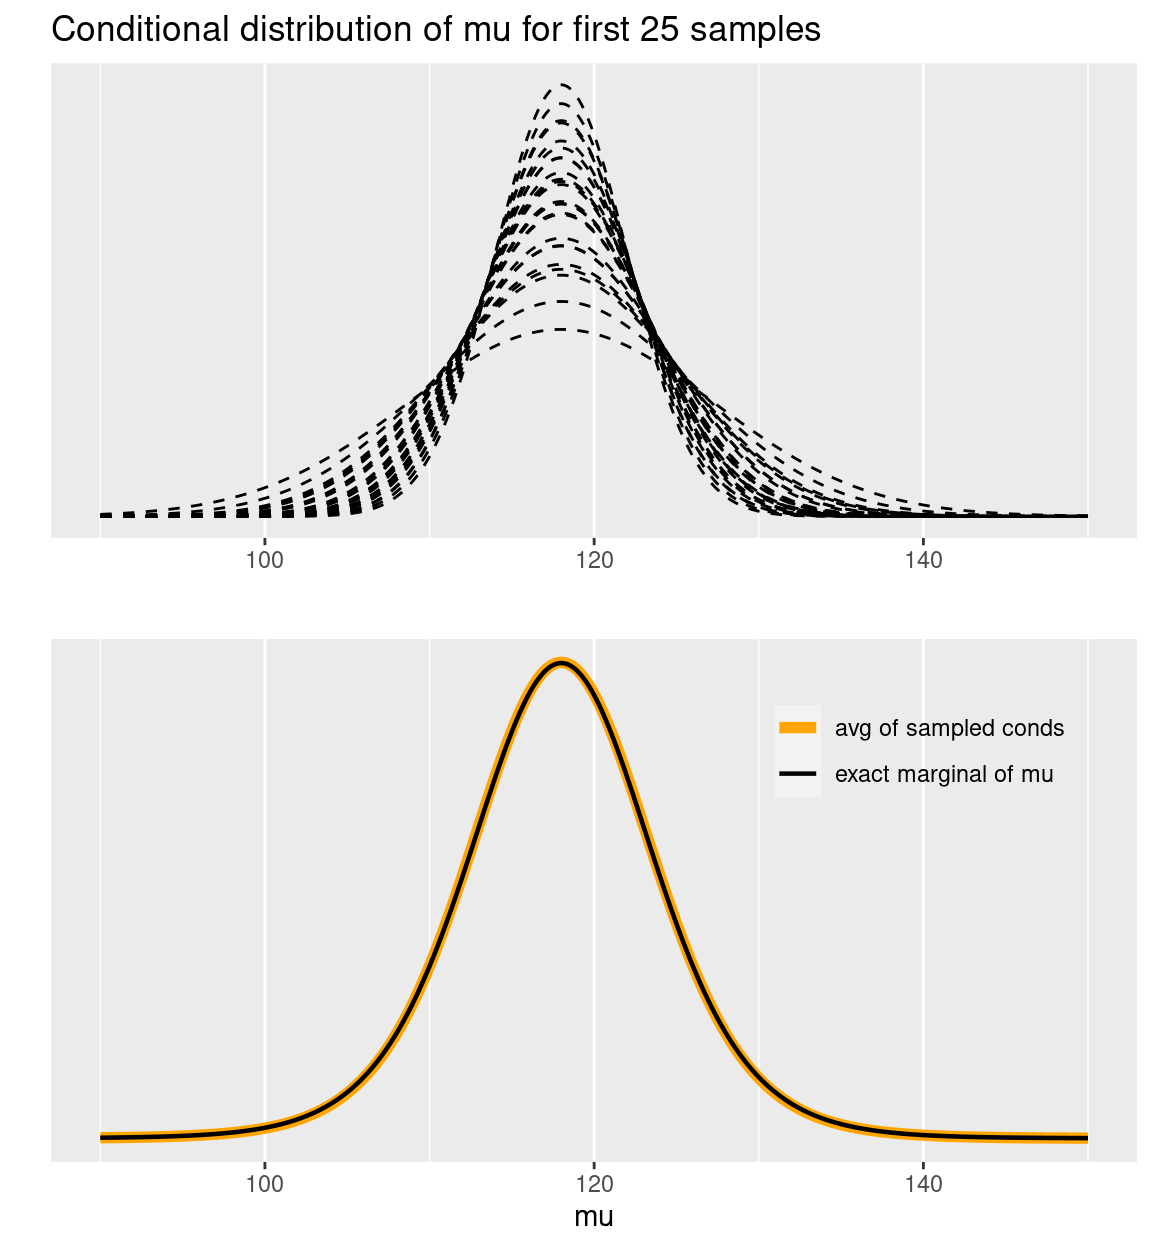 Conditional distribution of mu for first 25 samples
100 120 140
avg of sampled conds
exact marginal of mu
100 120 140
mu